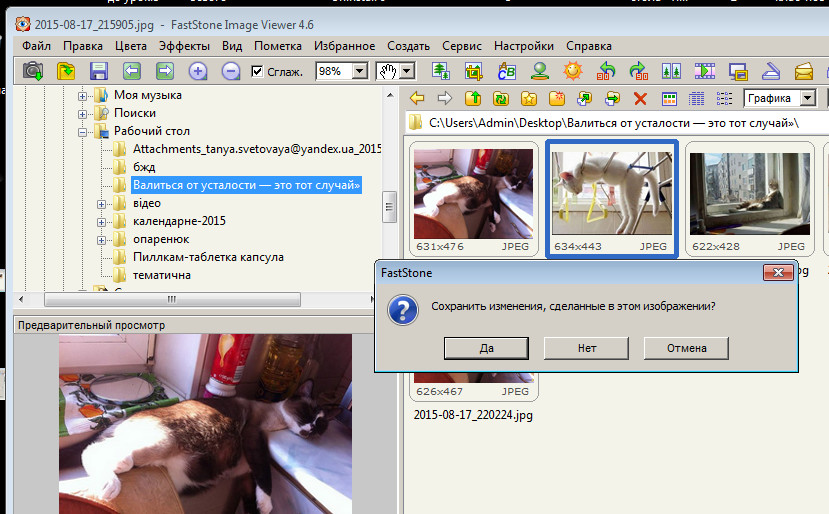 2015-08-17_215905.jpg - FastStone Image Viewer 4.6
Файл Правка Цвета Эффекты Вид Пометка Избранное Создать Сервис Настройки Справка
Сглаж. 98%
Моя музыка
Поиски
Рабочий стол
Attachments_tanya.svetovaya@yandex.ua_2015
бжд
Валиться от усталости — это тот случай»
відео
календарне-2015
опаренюк
Пиллкам-таблетка капсула
тематична
Предварительный просмотр
Графика
C:\Users\Admin\Desktop\Валиться от усталости — это тот случай»\
631x476 JPEG
634x443 JPEG
622x428 JPEG
FastStone
Сохранить изменения, сделанные в этом изображении?
Да Нет Отмена
626x467 JPEG
2015-08-17_220224.jpg